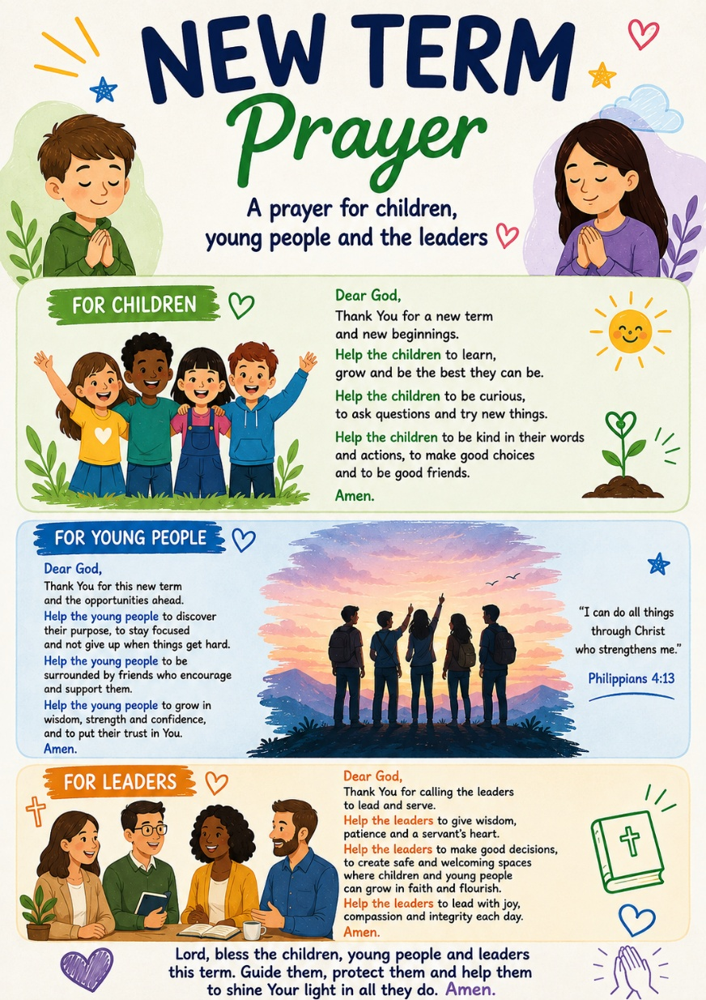 NEW TERM
Prayer
A prayer for children,
young people and the leaders
FOR CHILDREN
Dear God,
Thank You for a new term
and new beginnings.
Help the children to learn,
grow and be the best they can be.
Help the children to be curious,
to ask questions and try new things.
Help the children to be kind in their words
and actions, to make good choices
and to be good friends.
Amen.
FOR YOUNG PEOPLE
Dear God,
Thank You for this new term
and the opportunities ahead.
Help the young people to discover
their purpose, to stay focused
and not give up when things get hard.
Help the young people to be
surrounded by friends who encourage
and support them.
Help the young people to grow in
wisdom, strength and confidence,
and to put their trust in You.
Amen.
“I can do all things
through Christ
who strengthens me.”
Philippians 4:13
FOR LEADERS
Dear God,
Thank You for calling the leaders
to lead and serve.
Help the leaders to give wisdom,
patience and a servant's heart.
Help the leaders to make good decisions,
to create safe and welcoming spaces
where children and young people
can grow in faith and flourish.
Help the leaders to lead with joy,
compassion and integrity each day.
Amen.
Lord, bless the children, young people and leaders
this term. Guide them, protect them and help them
to shine Your light in all they do. Amen.